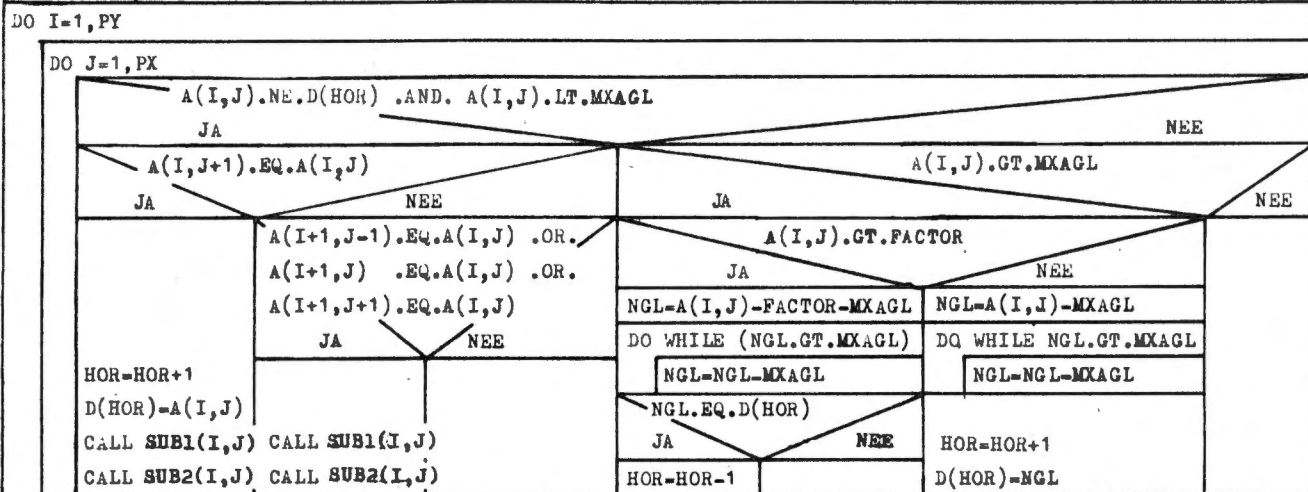 DO I=1,PY
DO J=1,PX
A(I,J).NE.D(HOR) .AND. A(I,J).LT.MXAGL
JA NEE
A(I,J+1).EQ.A(I,J) A(I,J).GT.MXAGL
JA NEE JA NEE
A(I+1,J-1).EQ.A(I,J) .OR. A(I,J).GT.FACTOR
A(I+1,J) .EQ.A(I,J) .OR. JA NEE
A(I+1,J+1).EQ.A(I,J) NGL=A(I,J)-FACTOR-MXAGL NGL=A(I,J)-MXAGL
JA NEE DO WHILE (NGL.GT.MXAGL) DO WHILE NGL.GT.MXAGL
HOR=HOR+1 NGL=NGL-MXAGL NGL=NGL-MXAGL
D(HOR)=A(I,J) NGL.EQ.D(HOR)
CALL SUB1(I,J) CALL SUB1(I,J) JA NEE HOR=HOR+1
CALL SUB2(I,J) CALL SUB2(I,J) HOR=HOR-1 D(HOR)=NGL